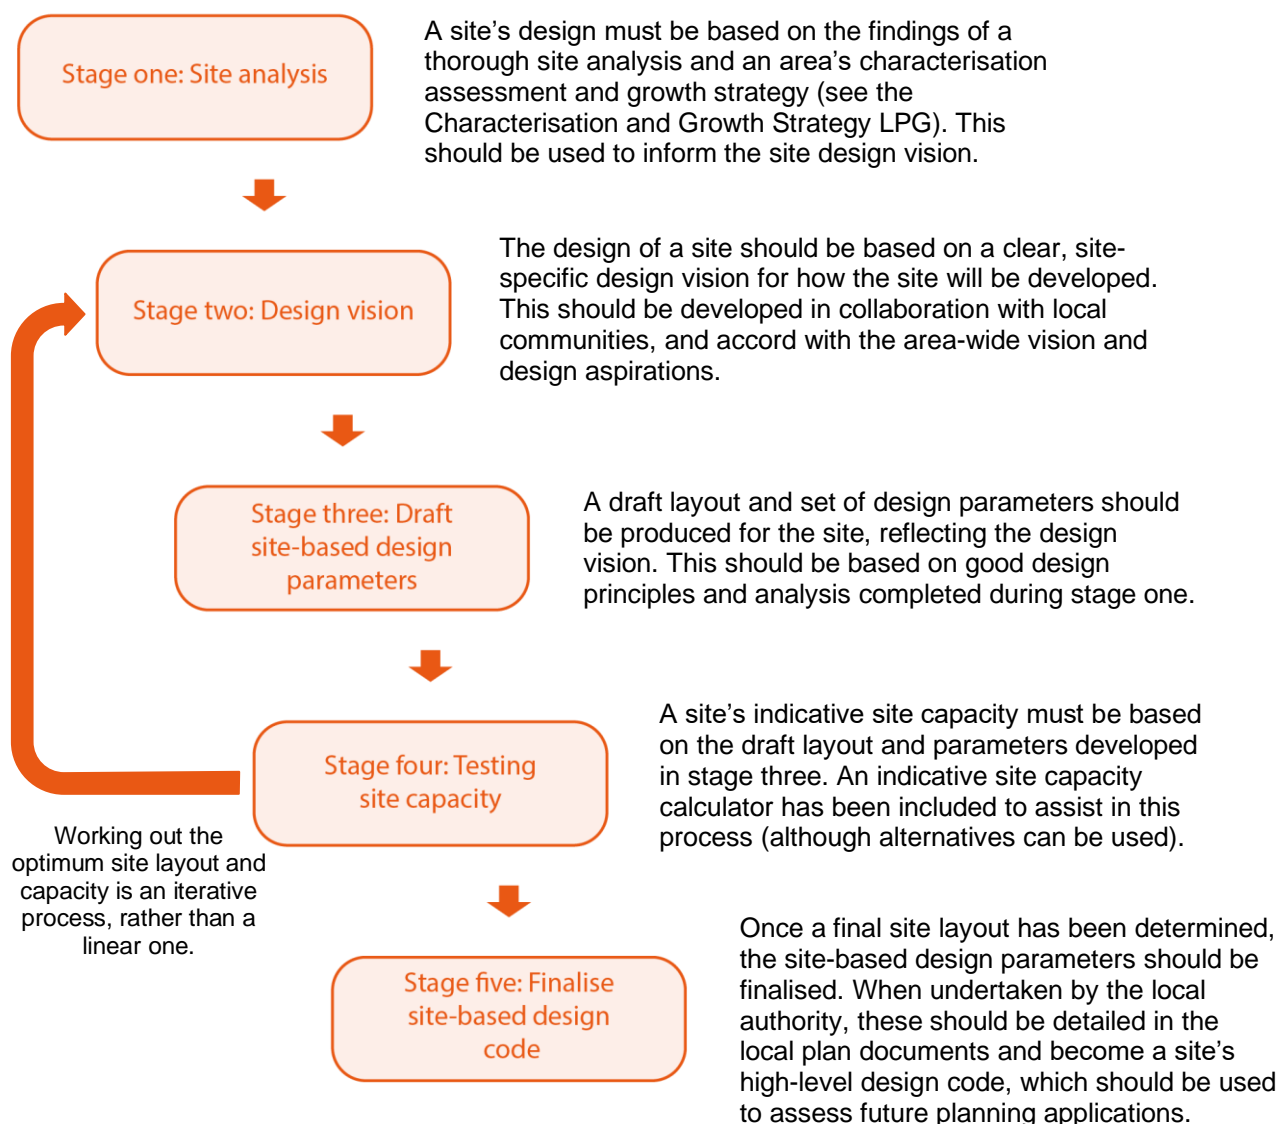 Stage one: Site analysis
A site’s design must be based on the findings of a
thorough site analysis and an area’s characterisation
assessment and growth strategy (see the
Characterisation and Growth Strategy LPG). This
should be used to inform the site design vision.
Stage two: Design vision
The design of a site should be based on a clear, site-
specific design vision for how the site will be developed.
This should be developed in collaboration with local
communities, and accord with the area-wide vision and
design aspirations.
Stage three: Draft
site-based design
parameters
A draft layout and set of design parameters should
be produced for the site, reflecting the design
vision. This should be based on good design
principles and analysis completed during stage one.
Stage four: Testing
site capacity
A site’s indicative site capacity must be based
on the draft layout and parameters developed
in stage three. An indicative site capacity
calculator has been included to assist in this
process (although alternatives can be used).
Working out the
optimum site layout and
capacity is an iterative
process, rather than a
linear one.
Stage five: Finalise
site-based design
code
Once a final site layout has been determined,
the site-based design parameters should be
finalised. When undertaken by the local
authority, these should be detailed in the
local plan documents and become a site’s
high-level design code, which should be used
to assess future planning applications.